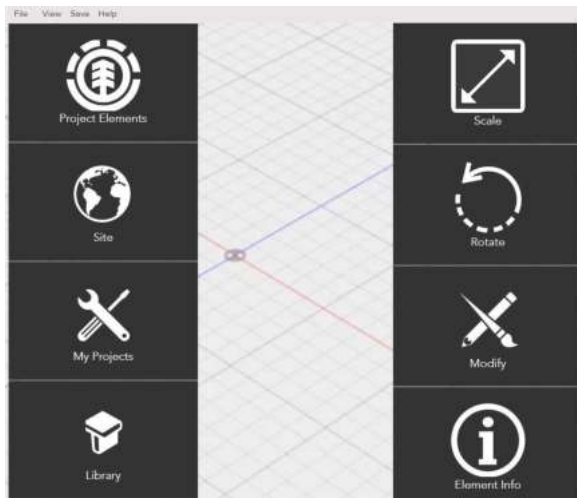 File View Save Help
Project Elements
Site
My Projects
Library
Scale
Rotate
Modify
Element Info